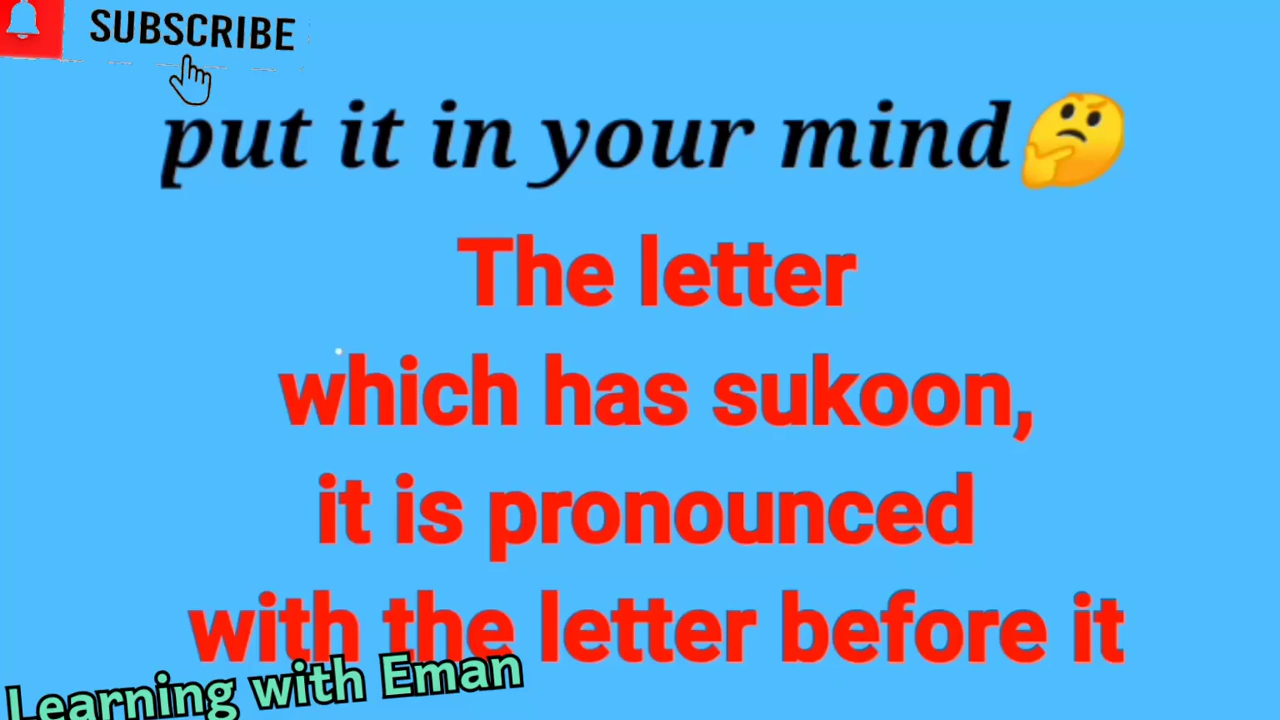 SUBSCRIBE
put it in your mind🤔
The letter
which has sukoon,
it is pronounced
with the letter before it
Learning with Eman